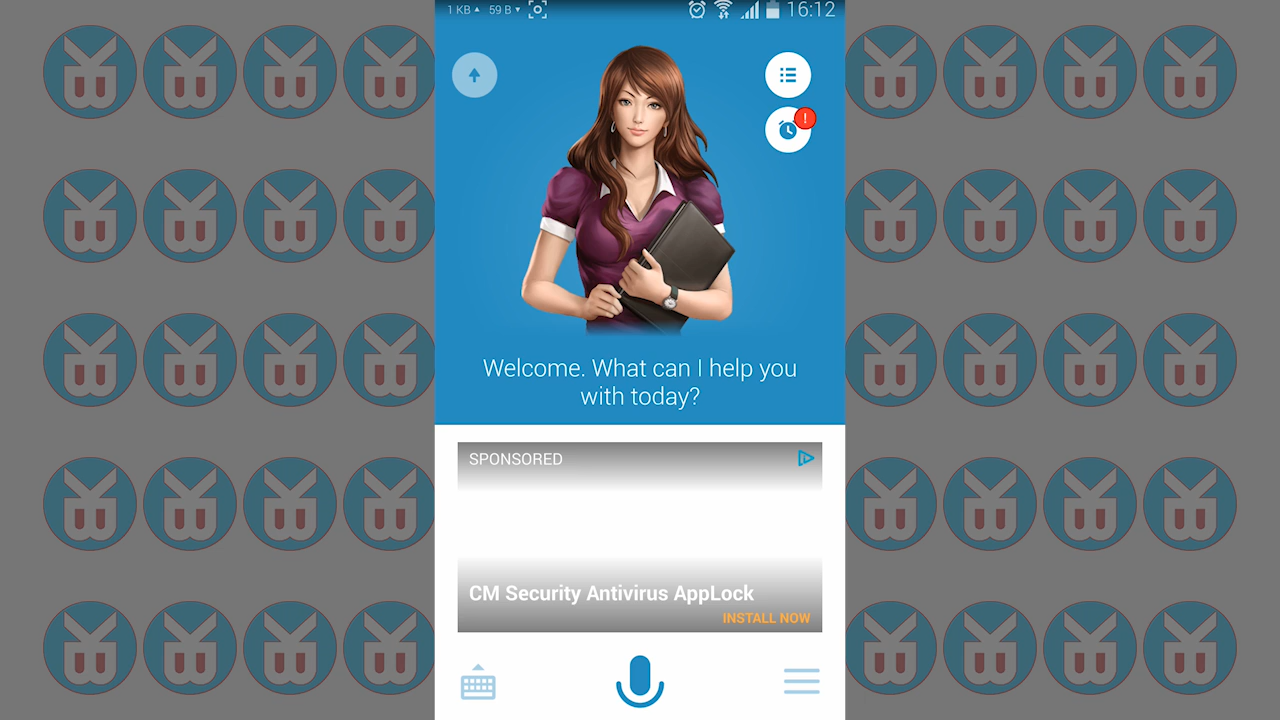 1 KB 59 B 16:12
Welcome. What can I help you
with today?
SPONSORED
CM Security Antivirus AppLock
INSTALL NOW